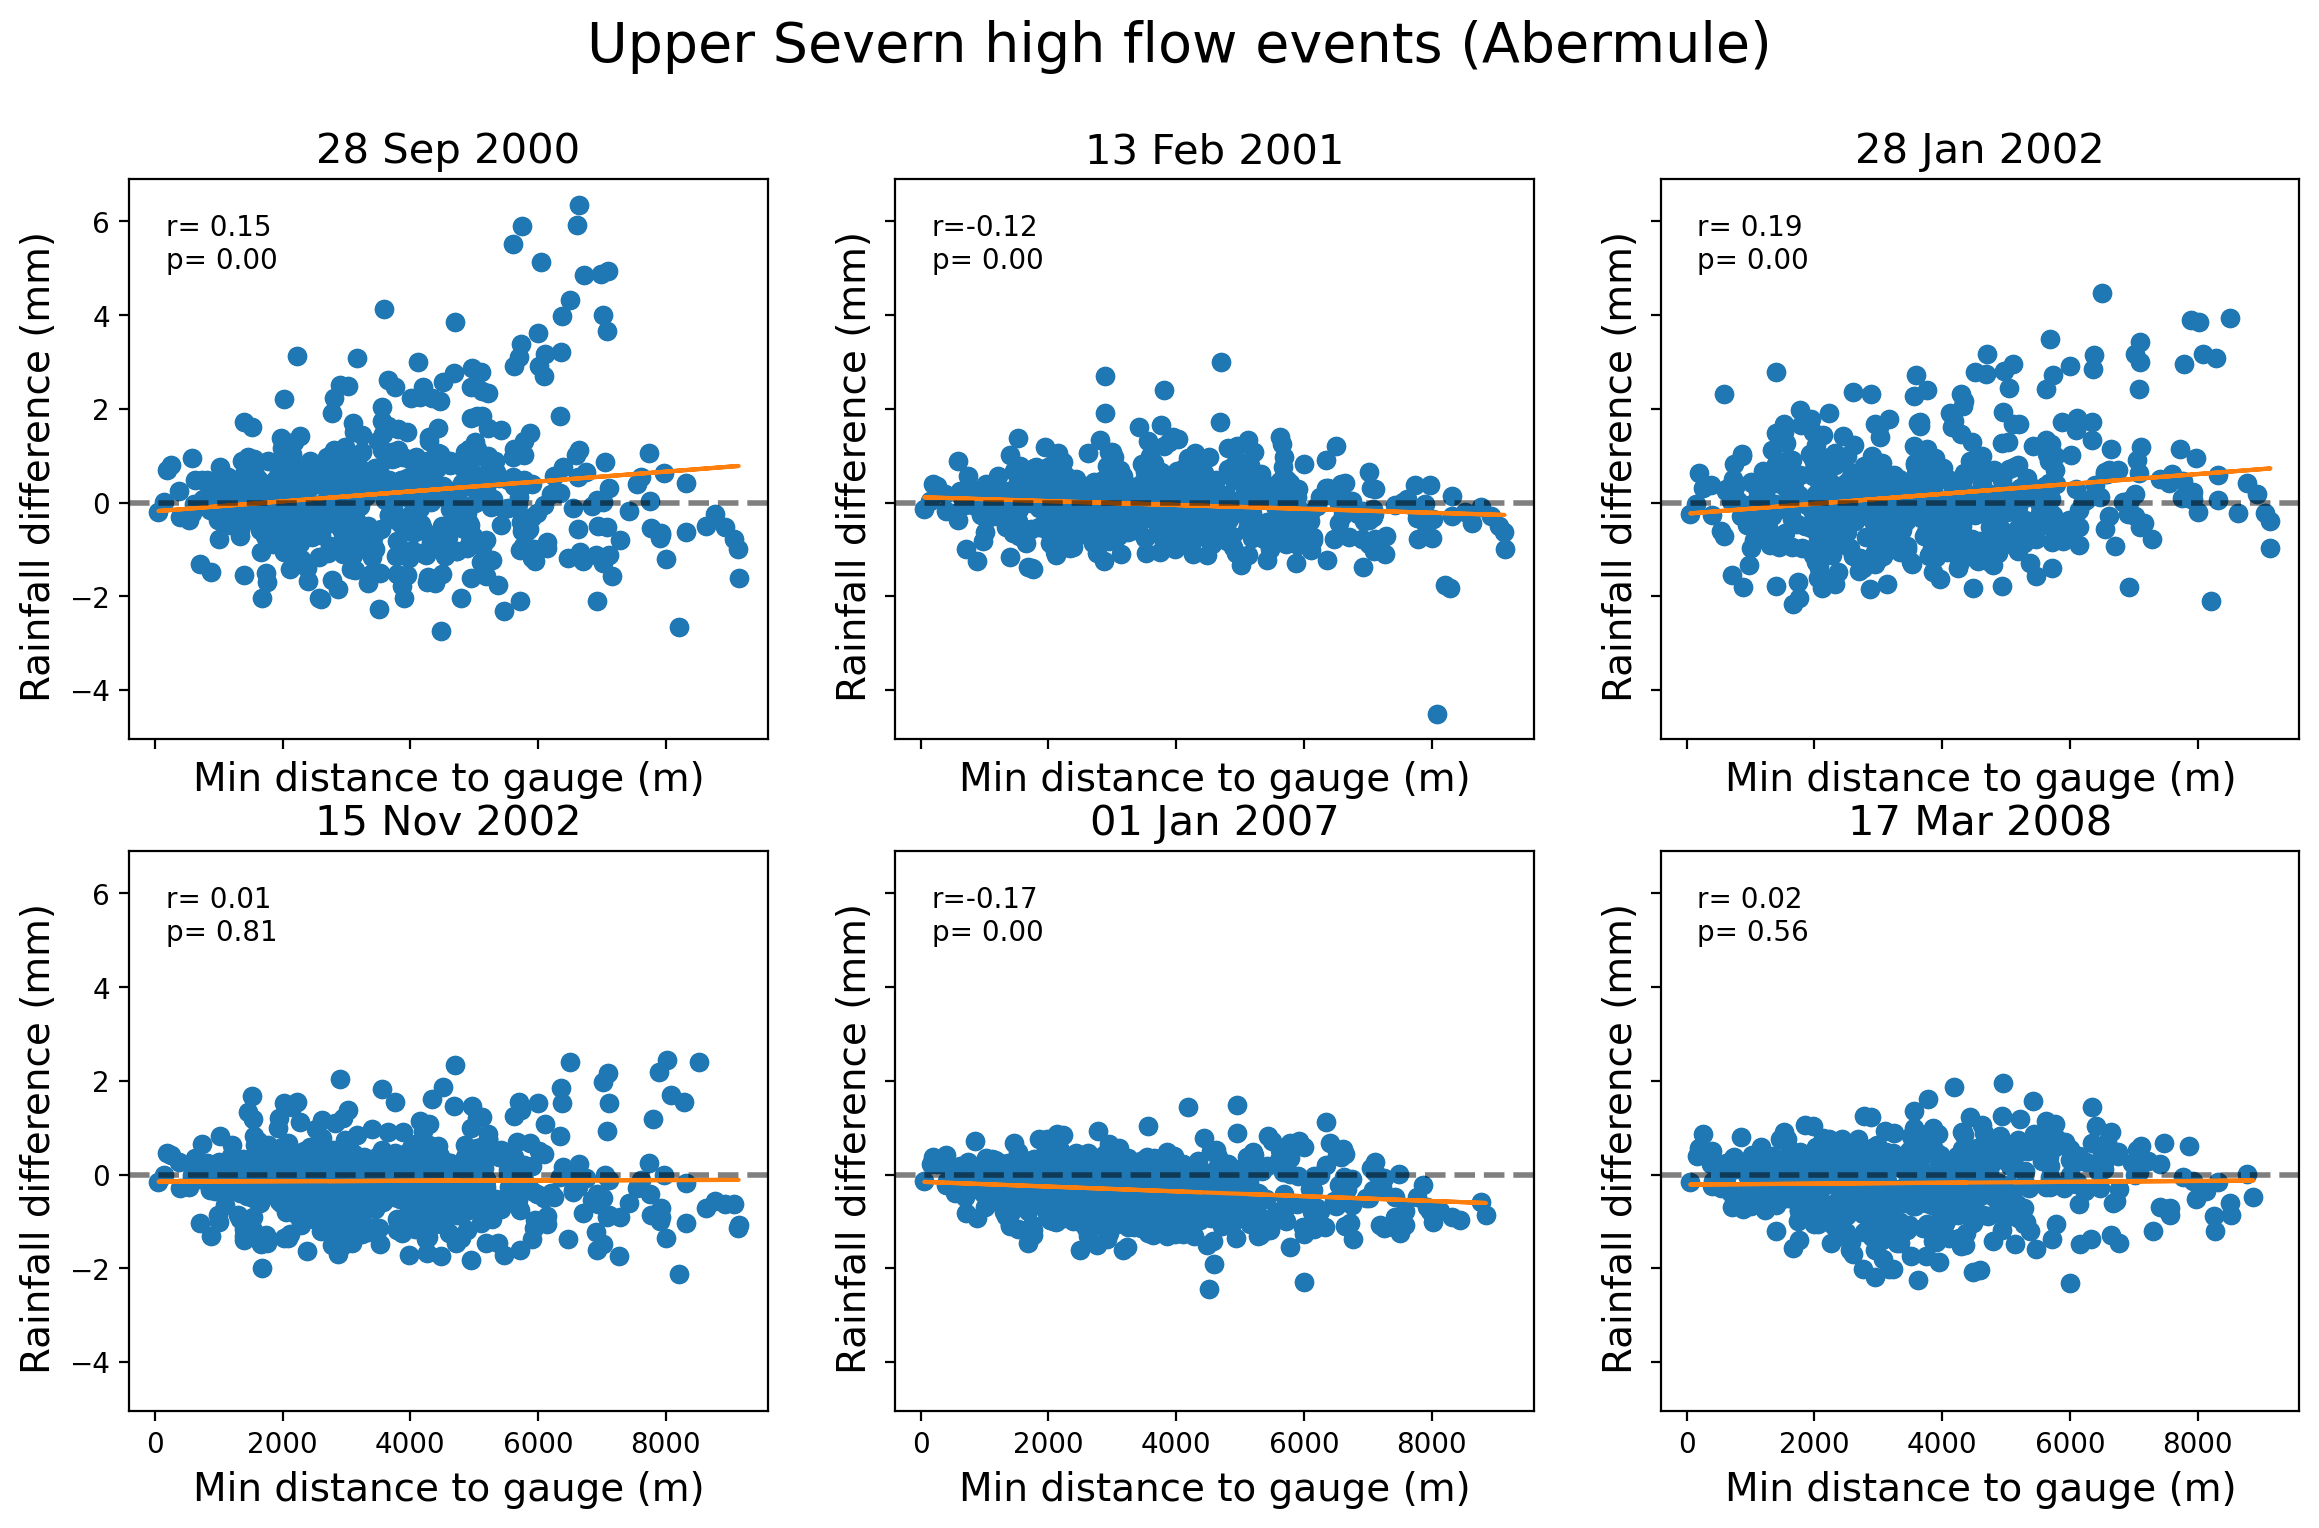 Upper Severn high flow events (Abermule)
28 Sep 2000
13 Feb 2001
28 Jan 2002
r= 0.15
p= 0.00
r=-0.12
p= 0.00
r= 0.19
p= 0.00
6
4
2
0
−2
−4
Rainfall difference (mm)
Rainfall difference (mm)
Rainfall difference (mm)
Min distance to gauge (m)
Min distance to gauge (m)
Min distance to gauge (m)
15 Nov 2002
01 Jan 2007
17 Mar 2008
r= 0.01
p= 0.81
r=-0.17
p= 0.00
r= 0.02
p= 0.56
6
4
2
0
−2
−4
Rainfall difference (mm)
Rainfall difference (mm)
Rainfall difference (mm)
0 2000 4000 6000 8000
0 2000 4000 6000 8000
0 2000 4000 6000 8000
Min distance to gauge (m)
Min distance to gauge (m)
Min distance to gauge (m)